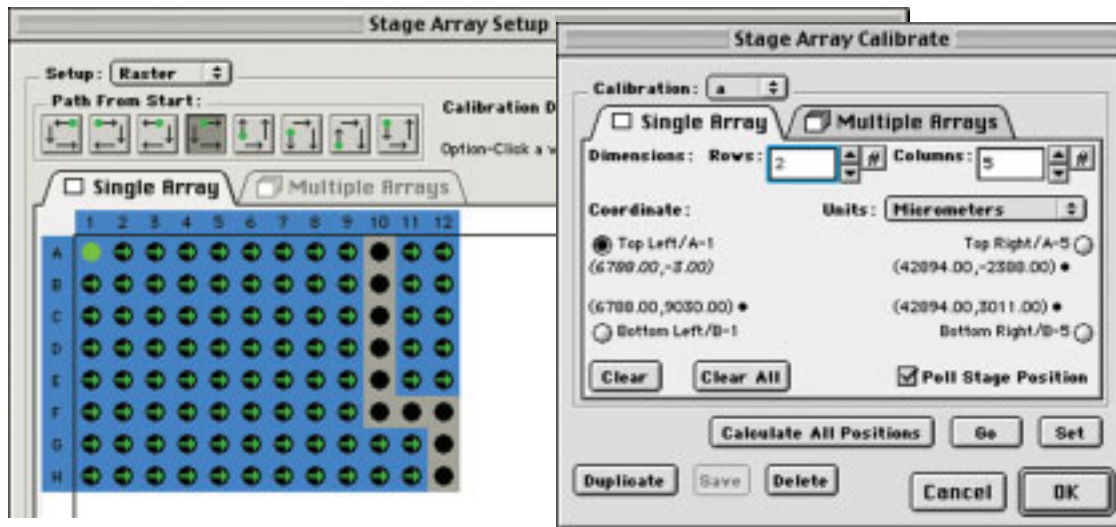 Stage Array Setup
Setup: Raster
Path From Start:
Calibration D
Option-Click a w
Single Array
Multiple Arrays
1 2 3 4 5 6 7 8 9 10 11 12
A
B
C
D
E
F
G
H
Stage Array Calibrate
Calibration: a
Single Array
Multiple Arrays
Dimensions: Rows: 2 # Columns: 5 #
Coordinate: Units: Micrometers
Top Left/A-1 Top Right/A-5
(6788.00,-3.00) (42894.00,-2388.00)
(6788.00,9030.00) (42894.00,3011.00)
Bottom Left/B-1 Bottom Right/B-5
Clear Clear All Poll Stage Position
Calculate All Positions Go Set
Duplicate Save Delete Cancel OK